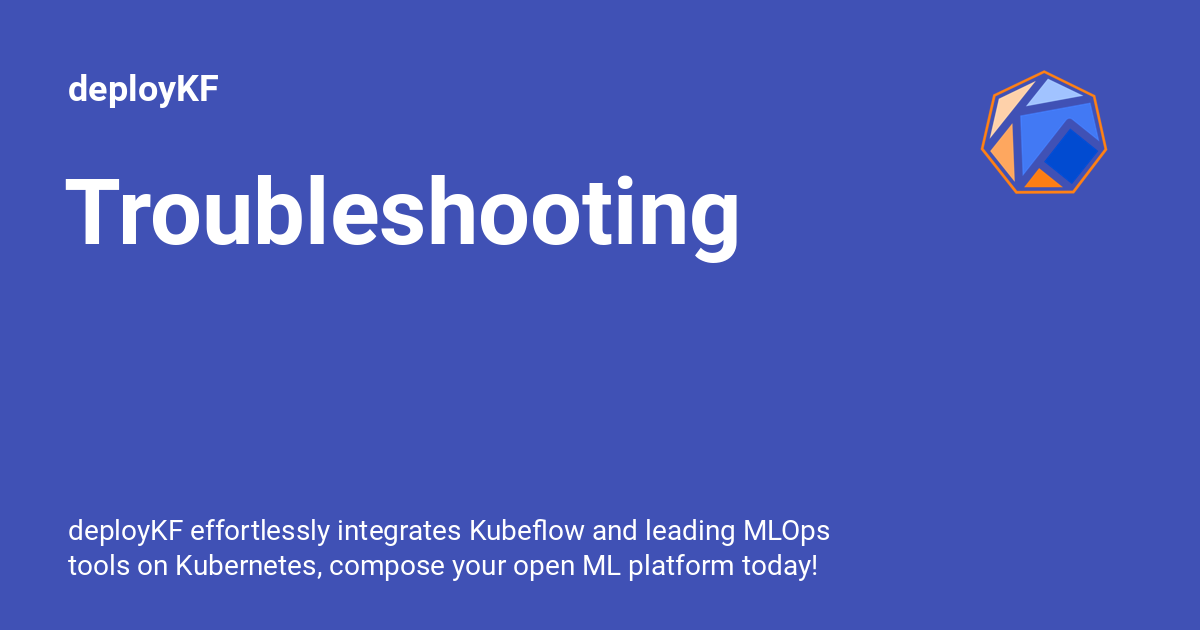 deployKF
Troubleshooting
deployKF effortlessly integrates Kubeflow and leading MLOps
tools on Kubernetes, compose your open ML platform today!